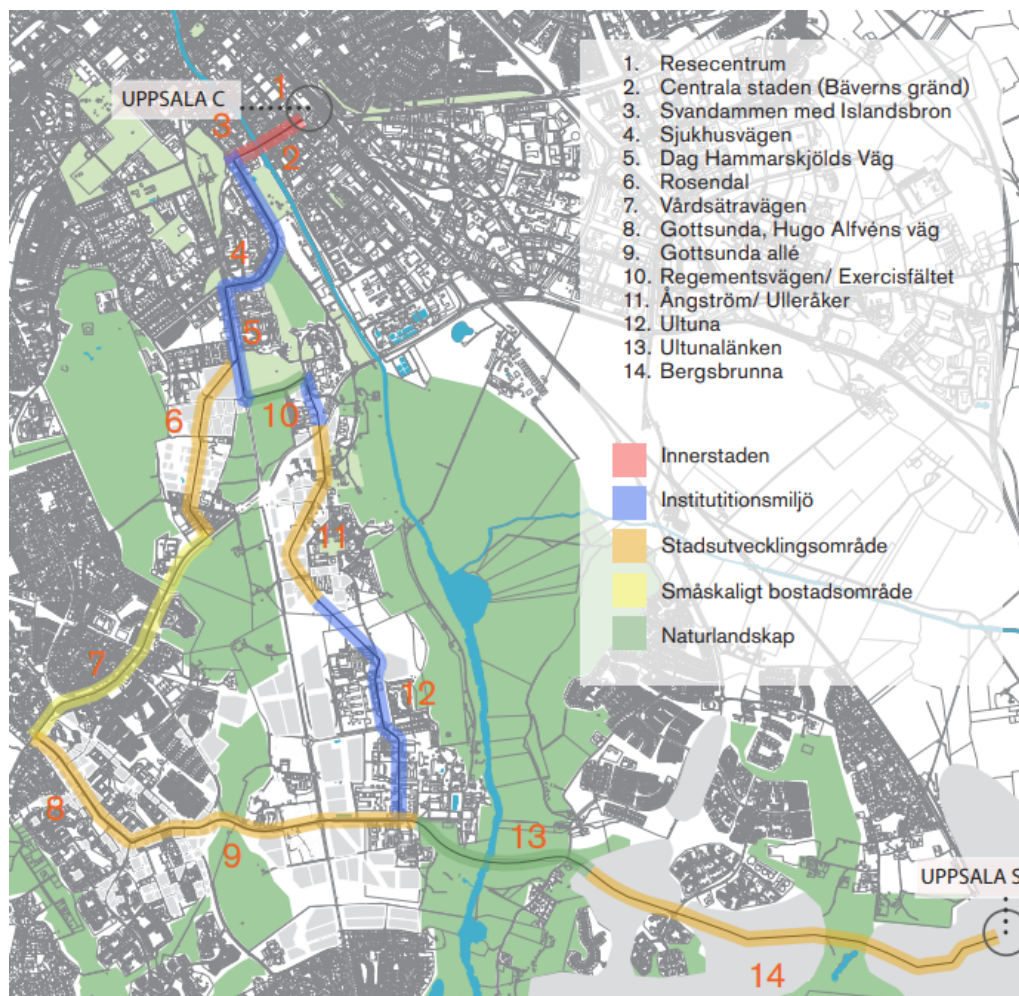 UPPSALA C
1
2
3
4
5
6
7
8
9
10
11
12
13
14
UPPSALA S
1. Resecentrum
2. Centrala staden (Bäverns gränd)
3. Svandammen med Islandsbron
4. Sjukhusvägen
5. Dag Hammarskjölds Väg
6. Rosendal
7. Vårdsätravägen
8. Gottsunda, Hugo Alfvéns väg
9. Gottsunda allé
10. Regementsvägen/ Exercisfältet
11. Ångström/ Ulleråker
12. Ultuna
13. Ultunalänken
14. Bergsbrunna
Innerstaden
Institutitionsmiljö
Stadsutvecklingsområde
Småskaligt bostadsområde
Naturlandskap